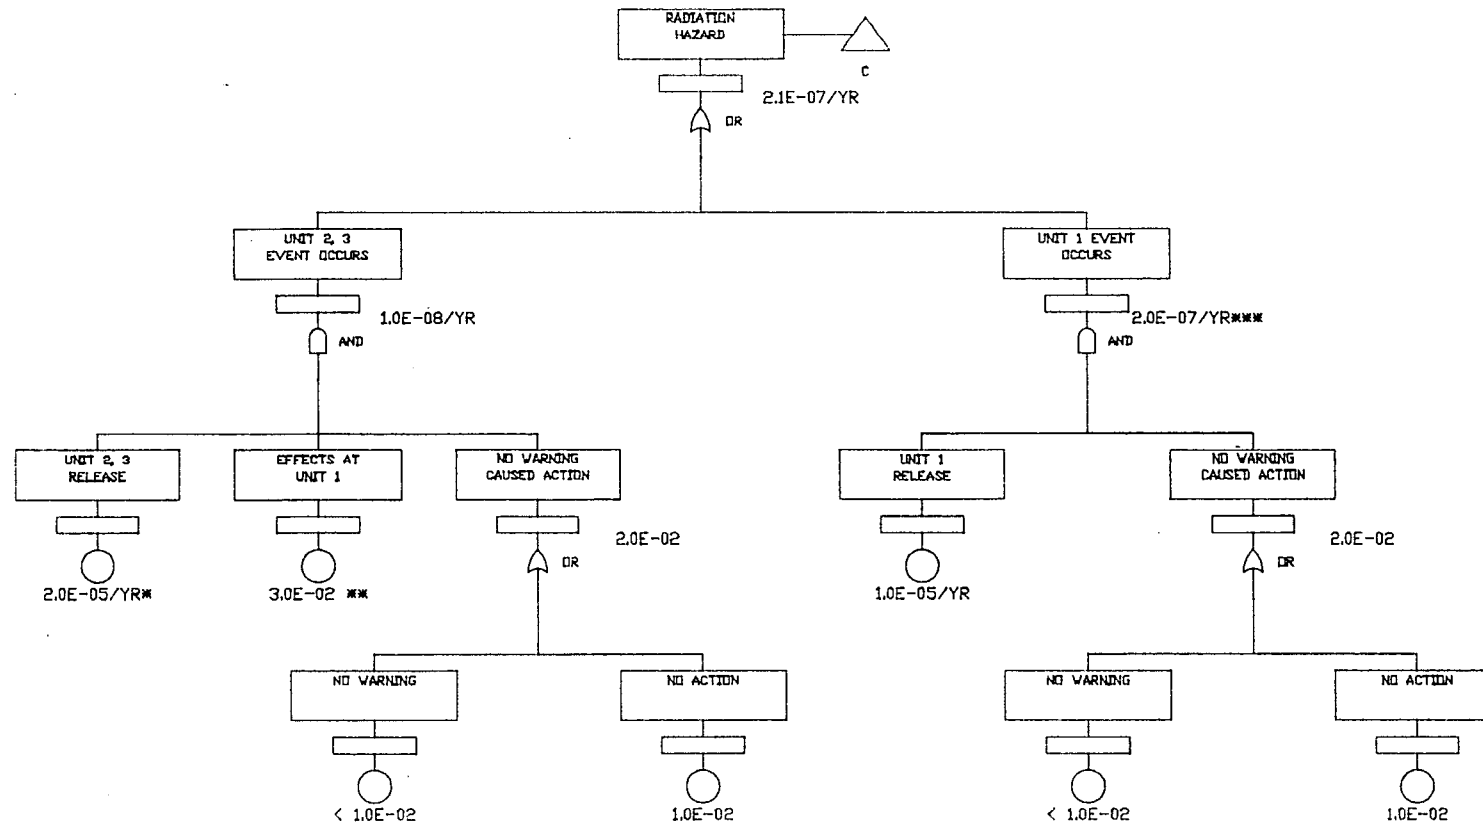 RADIATION
HAZARD
C
2.1E-07/YR
OR
UNIT 2, 3
EVENT OCCURS
UNIT 1 EVENT
OCCURS
1.0E-08/YR
2.0E-07/YR***
AND
AND
UNIT 2, 3
RELEASE
EFFECTS AT
UNIT 1
NO WARNING
CAUSED ACTION
UNIT 1
RELEASE
NO WARNING
CAUSED ACTION
2.0E-02
2.0E-02
OR
OR
2.0E-05/YR*
3.0E-02 **
1.0E-05/YR
NO WARNING
NO ACTION
NO WARNING
NO ACTION
< 1.0E-02
1.0E-02
< 1.0E-02
1.0E-02